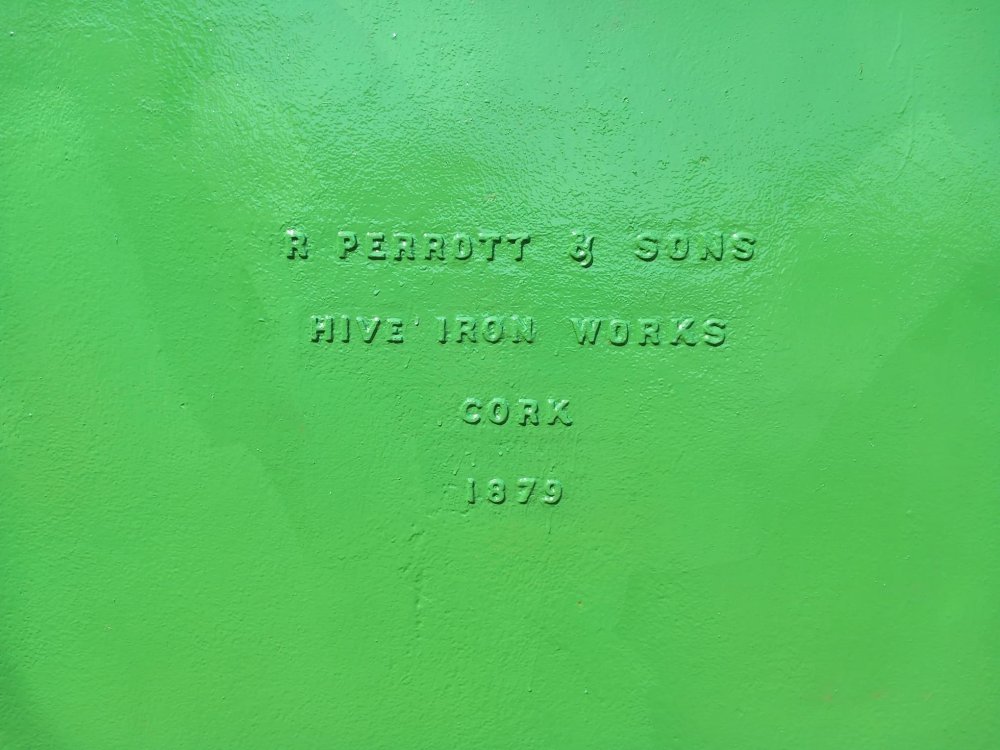 R PERROTT & SONS
HIVE IRON WORKS
CORK
1879